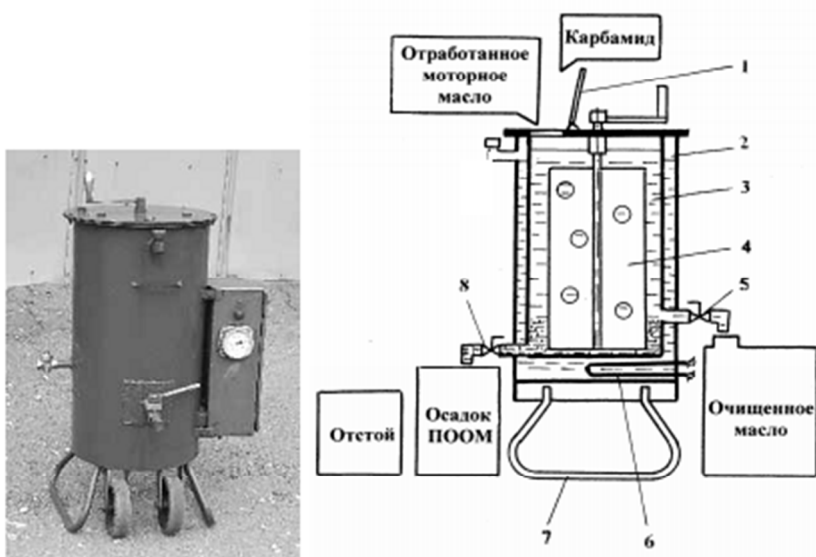 Карбамид
Отработанное
моторное
масло
1
2
3
4
5
8
Отстой
Осадок
ПООМ
Очищенное
масло
7
6